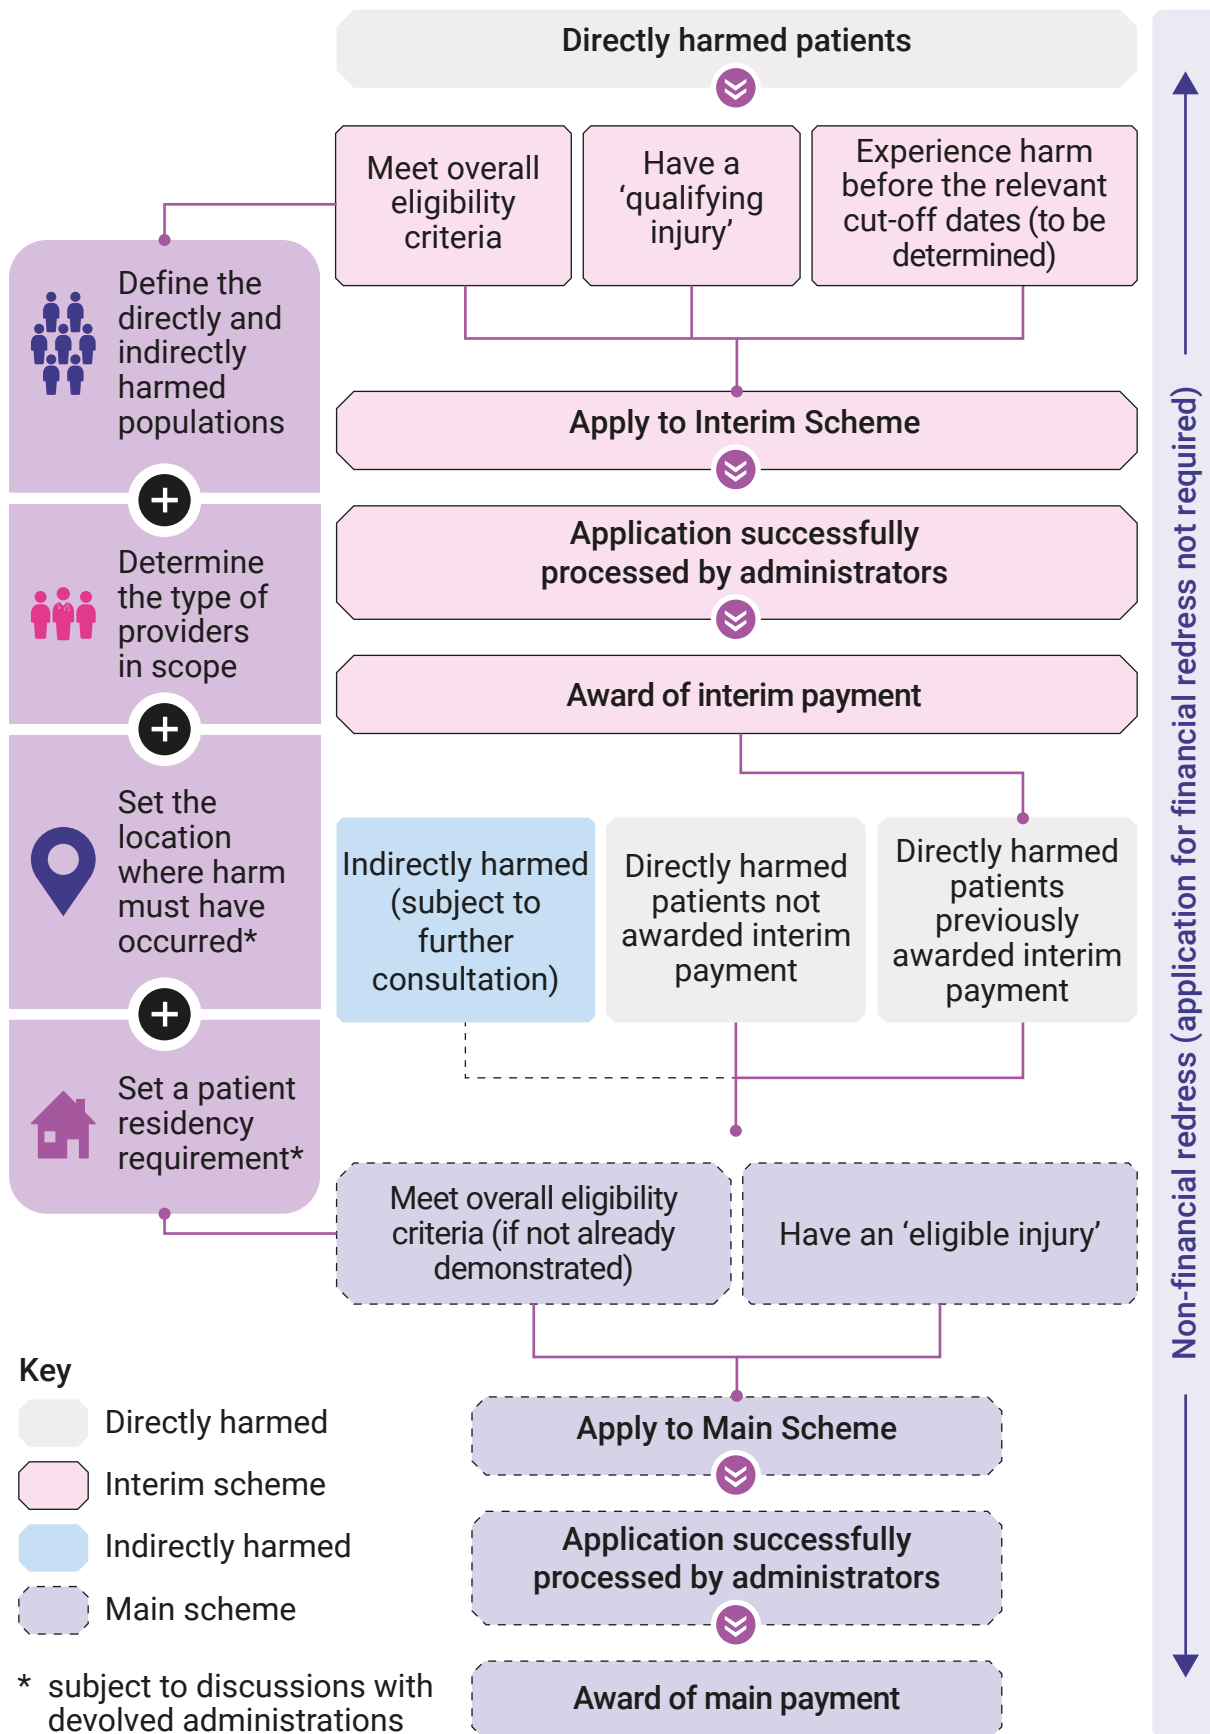 Directly harmed patients
Meet overall
eligibility
criteria
Have a
‘qualifying
injury’
Experience harm
before the relevant
cut-off dates (to be
determined)
Define the
directly and
indirectly
harmed
populations
Determine
the type of
providers
in scope
Set the
location
where harm
must have
occurred*
Set a patient
residency
requirement*
Apply to Interim Scheme
Application successfully
processed by administrators
Award of interim payment
Indirectly harmed
(subject to
further
consultation)
Directly harmed
patients not
awarded interim
payment
Directly harmed
patients
previously
awarded interim
payment
Meet overall eligibility
criteria (if not already
demonstrated)
Have an ‘eligible injury’
Apply to Main Scheme
Application successfully
processed by administrators
Award of main payment
Non-financial redress (application for financial redress not required)
Key
Directly harmed
Interim scheme
Indirectly harmed
Main scheme
* subject to discussions with
devolved administrations